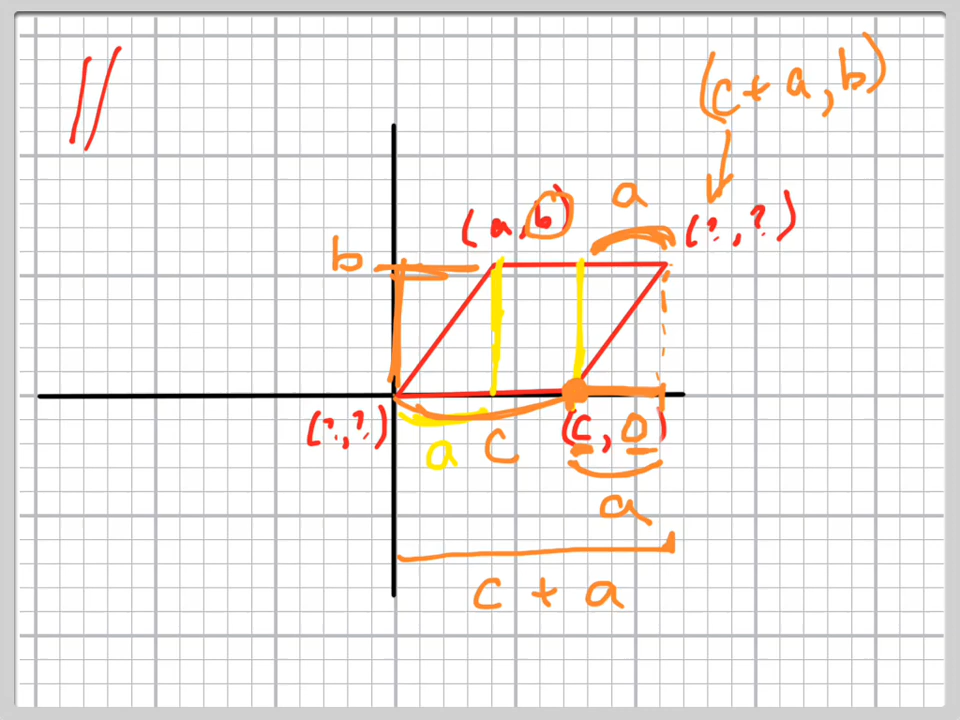 (c + a, b)
a
(a, b)
(?, ?)
b
(?, ?)
(c, 0)
a
c
a
c + a